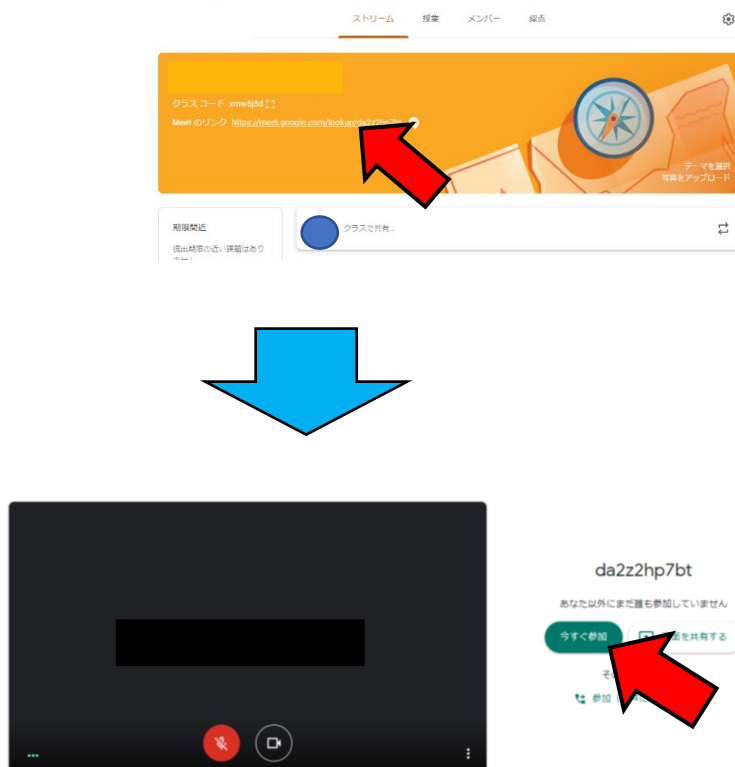 ストリーム 授業 メンバー 採点
クラス コード xmw6j5d
Meet のリンク https://meet.google.com/lookup/da2z2hp7bt
テーマを選択
写真をアップロード
期限間近
クラスで共有...
提出期限の近い課題はあり
da2z2hp7bt
あなた以外にまだ誰も参加していません
今すぐ参加 面を共有する
そ
参加